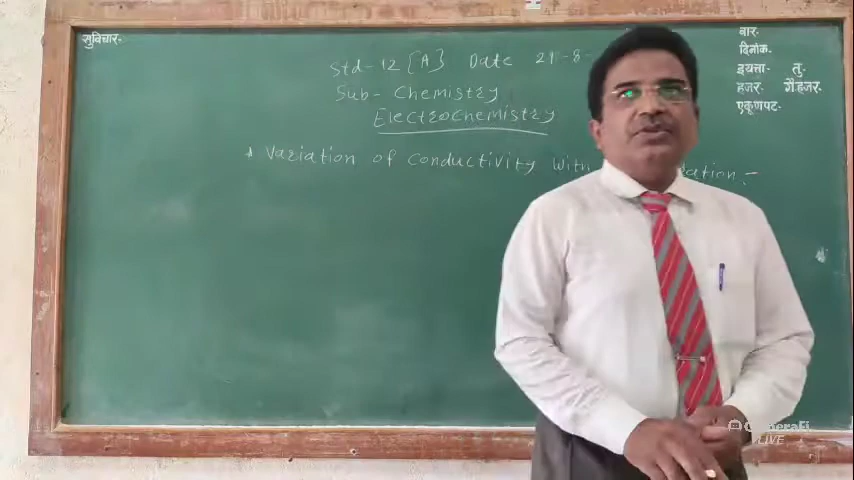 सुविचार-
Std-12 [A] Date 21-8-
Sub- Chemistry
Electrochemistry
Variation of conductivity with ration:-
वार-
दिनांक-
इयत्ता- तु-
हजर- गैरहजर-
एकूणपट-
CameraFi
LIVE